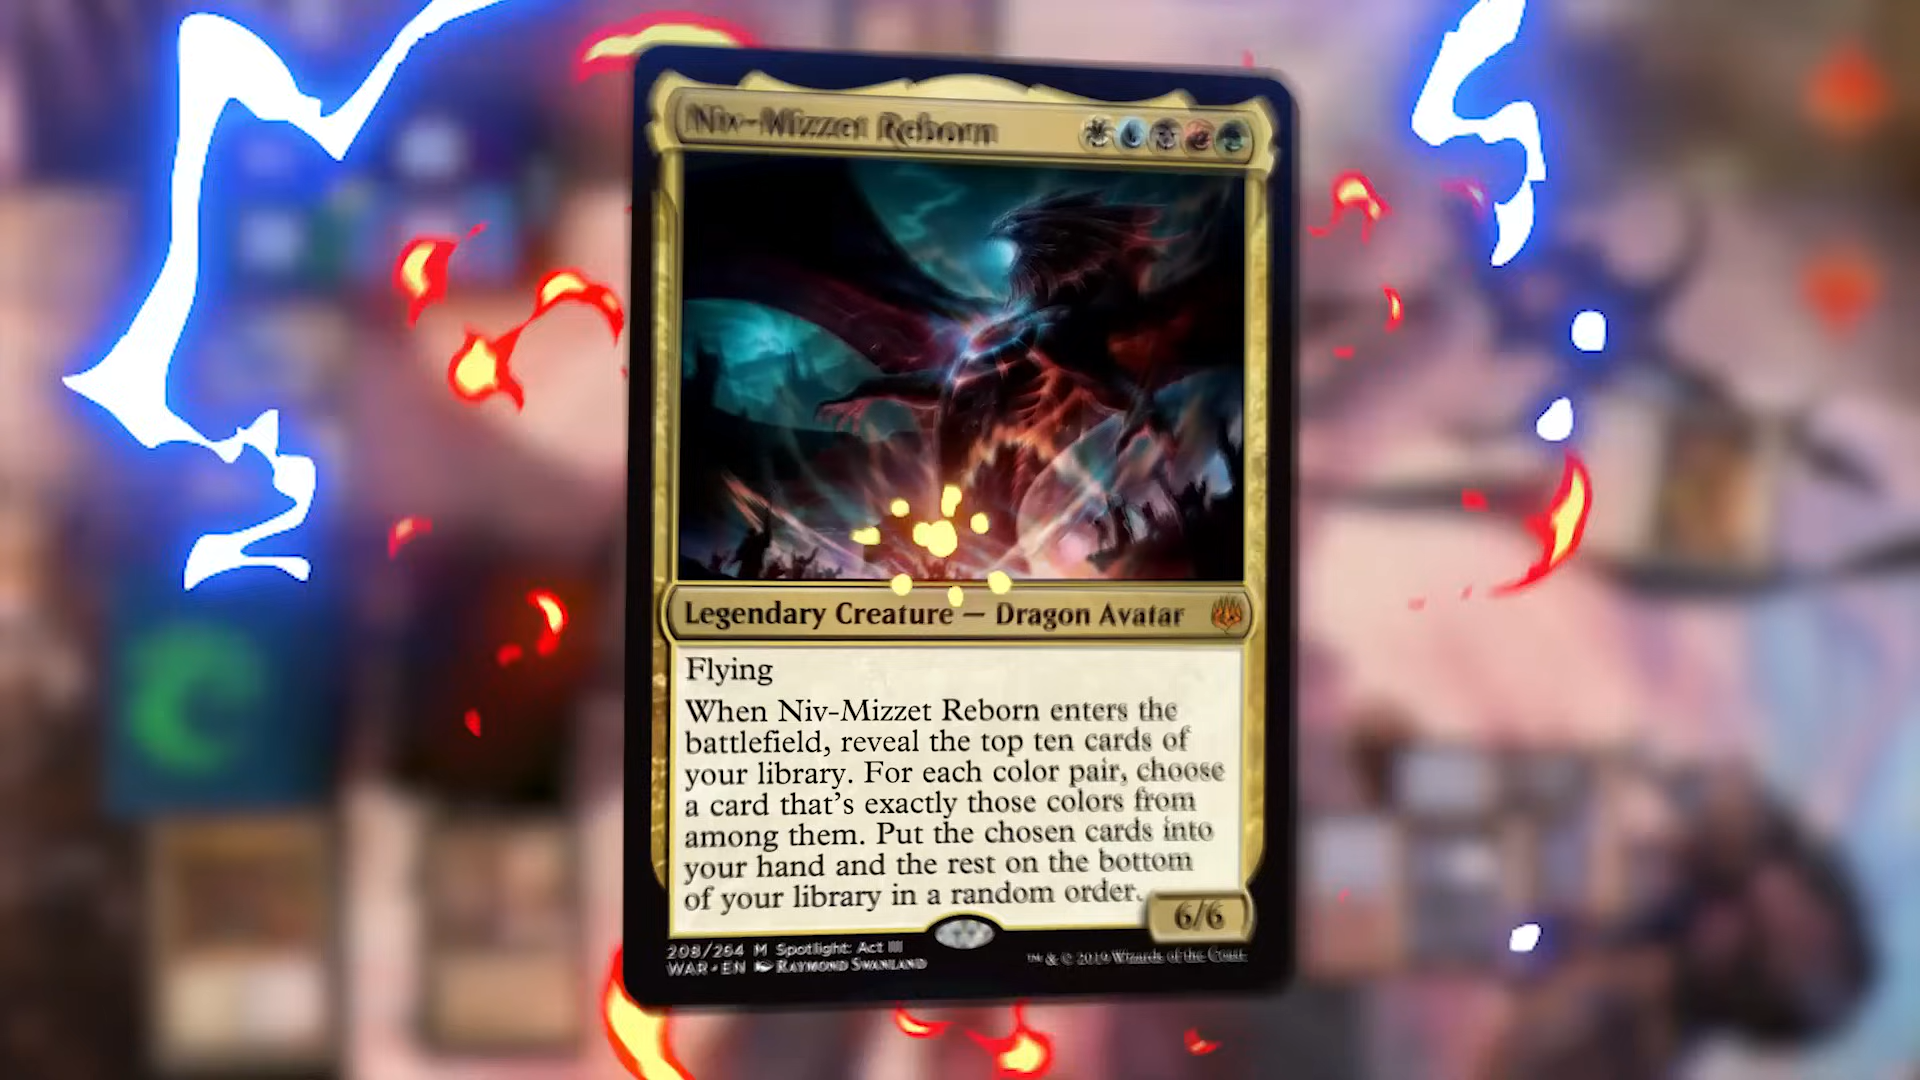 Niv-Mizzet Reborn
Legendary Creature — Dragon Avatar
Flying
When Niv-Mizzet Reborn enters the
battlefield, reveal the top ten cards of
your library. For each color pair, choose
a card that's exactly those colors from
among them. Put the chosen cards into
your hand and the rest on the bottom
of your library in a random order.
6/6
208/264 M Spotlight: Act III
WAR • EN Raymond Swanland
™ & © 2019 Wizards of the Coast